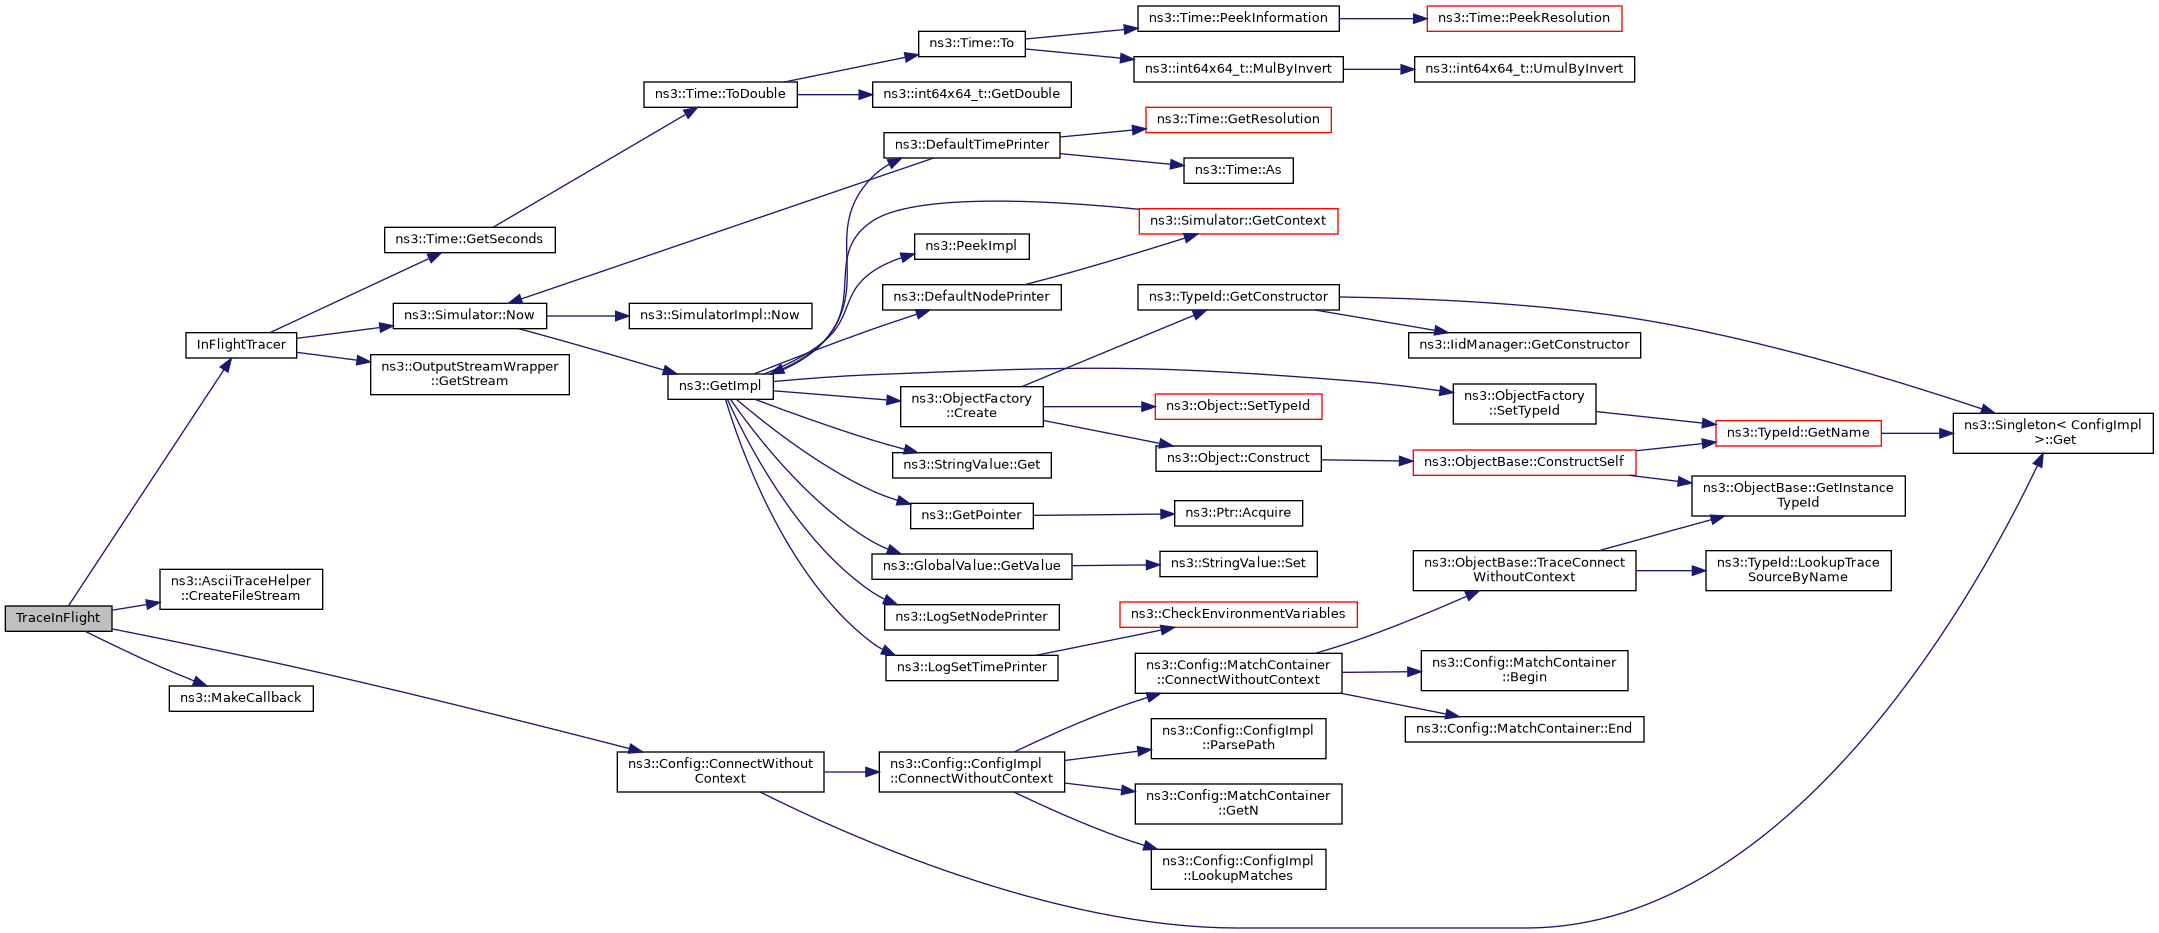 ns3::Time::PeekInformation
ns3::Time::PeekResolution
ns3::Time::To
ns3::int64x64_t::MulByInvert
ns3::int64x64_t::UmulByInvert
ns3::Time::ToDouble
ns3::int64x64_t::GetDouble
ns3::Time::GetResolution
ns3::DefaultTimePrinter
ns3::Time::As
ns3::Simulator::GetContext
ns3::Time::GetSeconds
ns3::PeekImpl
ns3::DefaultNodePrinter
ns3::TypeId::GetConstructor
ns3::Simulator::Now
ns3::SimulatorImpl::Now
InFlightTracer
ns3::IidManager::GetConstructor
ns3::OutputStreamWrapper
::GetStream
ns3::GetImpl
ns3::ObjectFactory
::Create
ns3::Object::SetTypeId
ns3::ObjectFactory
::SetTypeId
ns3::TypeId::GetName
ns3::Singleton< ConfigImpl
>::Get
ns3::StringValue::Get
ns3::Object::Construct
ns3::ObjectBase::ConstructSelf
ns3::ObjectBase::GetInstance
TypeId
ns3::GetPointer
ns3::Ptr::Acquire
ns3::GlobalValue::GetValue
ns3::StringValue::Set
ns3::ObjectBase::TraceConnect
WithoutContext
ns3::TypeId::LookupTrace
SourceByName
ns3::AsciiTraceHelper
::CreateFileStream
TraceInFlight
ns3::LogSetNodePrinter
ns3::CheckEnvironmentVariables
ns3::LogSetTimePrinter
ns3::Config::MatchContainer
::ConnectWithoutContext
ns3::Config::MatchContainer
::Begin
ns3::MakeCallback
ns3::Config::MatchContainer::End
ns3::Config::ConfigImpl
::ParsePath
ns3::Config::ConnectWithout
Context
ns3::Config::ConfigImpl
::ConnectWithoutContext
ns3::Config::MatchContainer
::GetN
ns3::Config::ConfigImpl
::LookupMatches